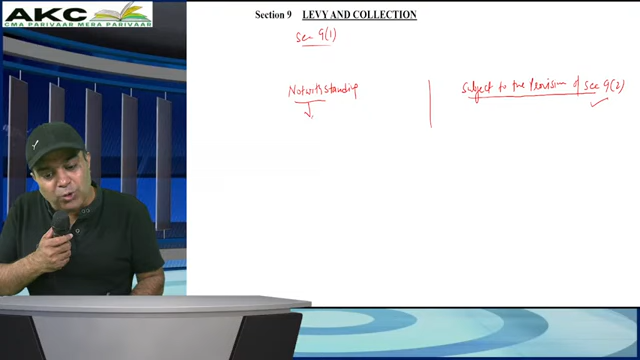 AKC
CMA PARIVAAR MERA PARIVAAR
Section 9 LEVY AND COLLECTION
Sec 9(1)
Notwithstanding
Subject to the Provision of Sec 9(2)